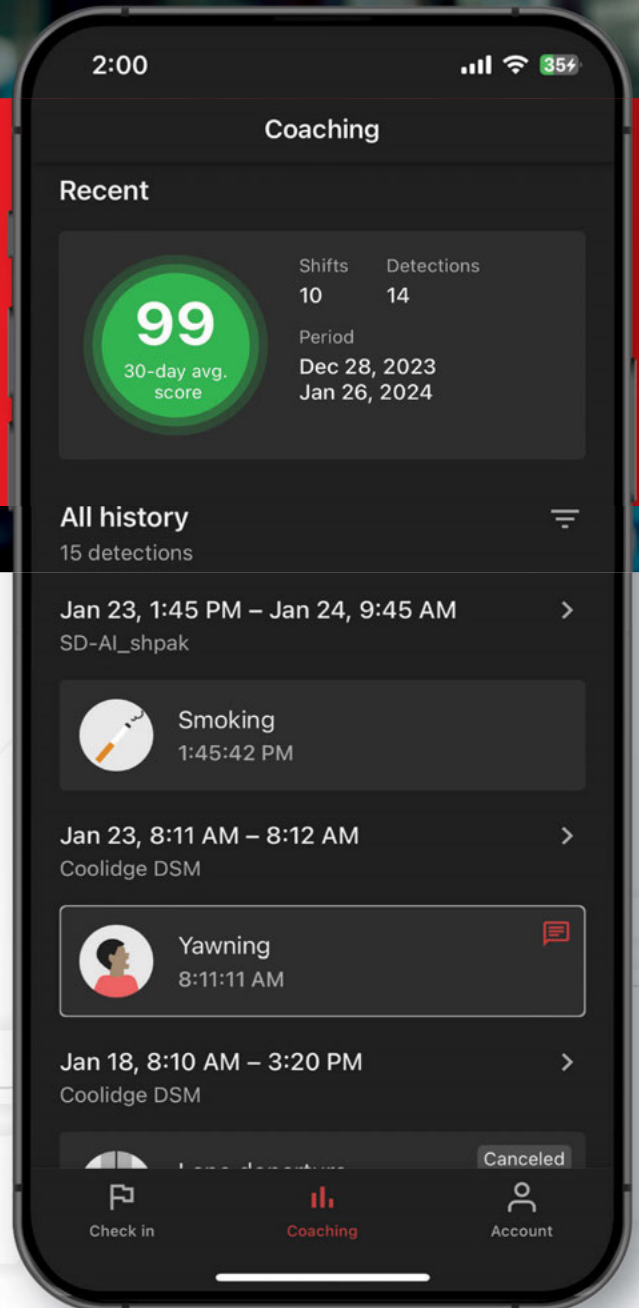 2:00
35
Coaching
Recent
99
30-day avg.
score
Shifts Detections
10 14
Period
Dec 28, 2023
Jan 26, 2024
All history
15 detections
Jan 23, 1:45 PM – Jan 24, 9:45 AM
SD-AI_shpak
Smoking
1:45:42 PM
Jan 23, 8:11 AM – 8:12 AM
Coolidge DSM
Yawning
8:11:11 AM
Jan 18, 8:10 AM – 3:20 PM
Coolidge DSM
Lane departure
Canceled
Check in
Coaching
Account